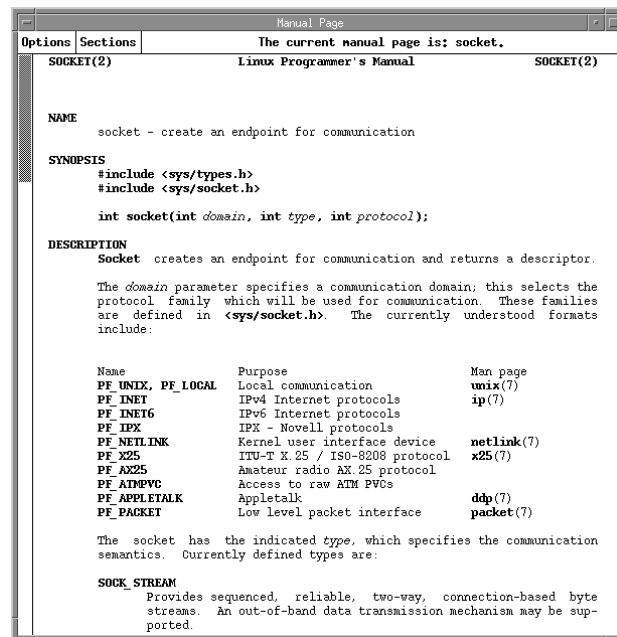 Manual Page
Options Sections The current manual page is: socket.
SOCKET(2) Linux Programmer's Manual SOCKET(2)
NAME
socket - create an endpoint for communication
SYNOPSIS
#include <sys/types.h>
#include <sys/socket.h>
int socket(int domain, int type, int protocol);
DESCRIPTION
Socket creates an endpoint for communication and returns a descriptor.
The domain parameter specifies a communication domain; this selects the
protocol family which will be used for communication. These families
are defined in <sys/socket.h>. The currently understood formats
include:
Name Purpose Man page
PF_UNIX, PF_LOCAL Local communication unix(7)
PF_INET IPv4 Internet protocols ip(7)
PF_INET6 IPv6 Internet protocols
PF_IPX IPX - Novell protocols
PF_NETLINK Kernel user interface device netlink(7)
PF_X25 ITU-T X.25 / ISO-8208 protocol x25(7)
PF_AX25 Amateur radio AX.25 protocol
PF_ATMPVC Access to raw ATM PVCs
PF_APPLETALK Appletalk ddp(7)
PF_PACKET Low level packet interface packet(7)
The socket has the indicated type, which specifies the communication
semantics. Currently defined types are:
SOCK_STREAM
Provides sequenced, reliable, two-way, connection-based byte
streams. An out-of-band data transmission mechanism may be sup-
ported.